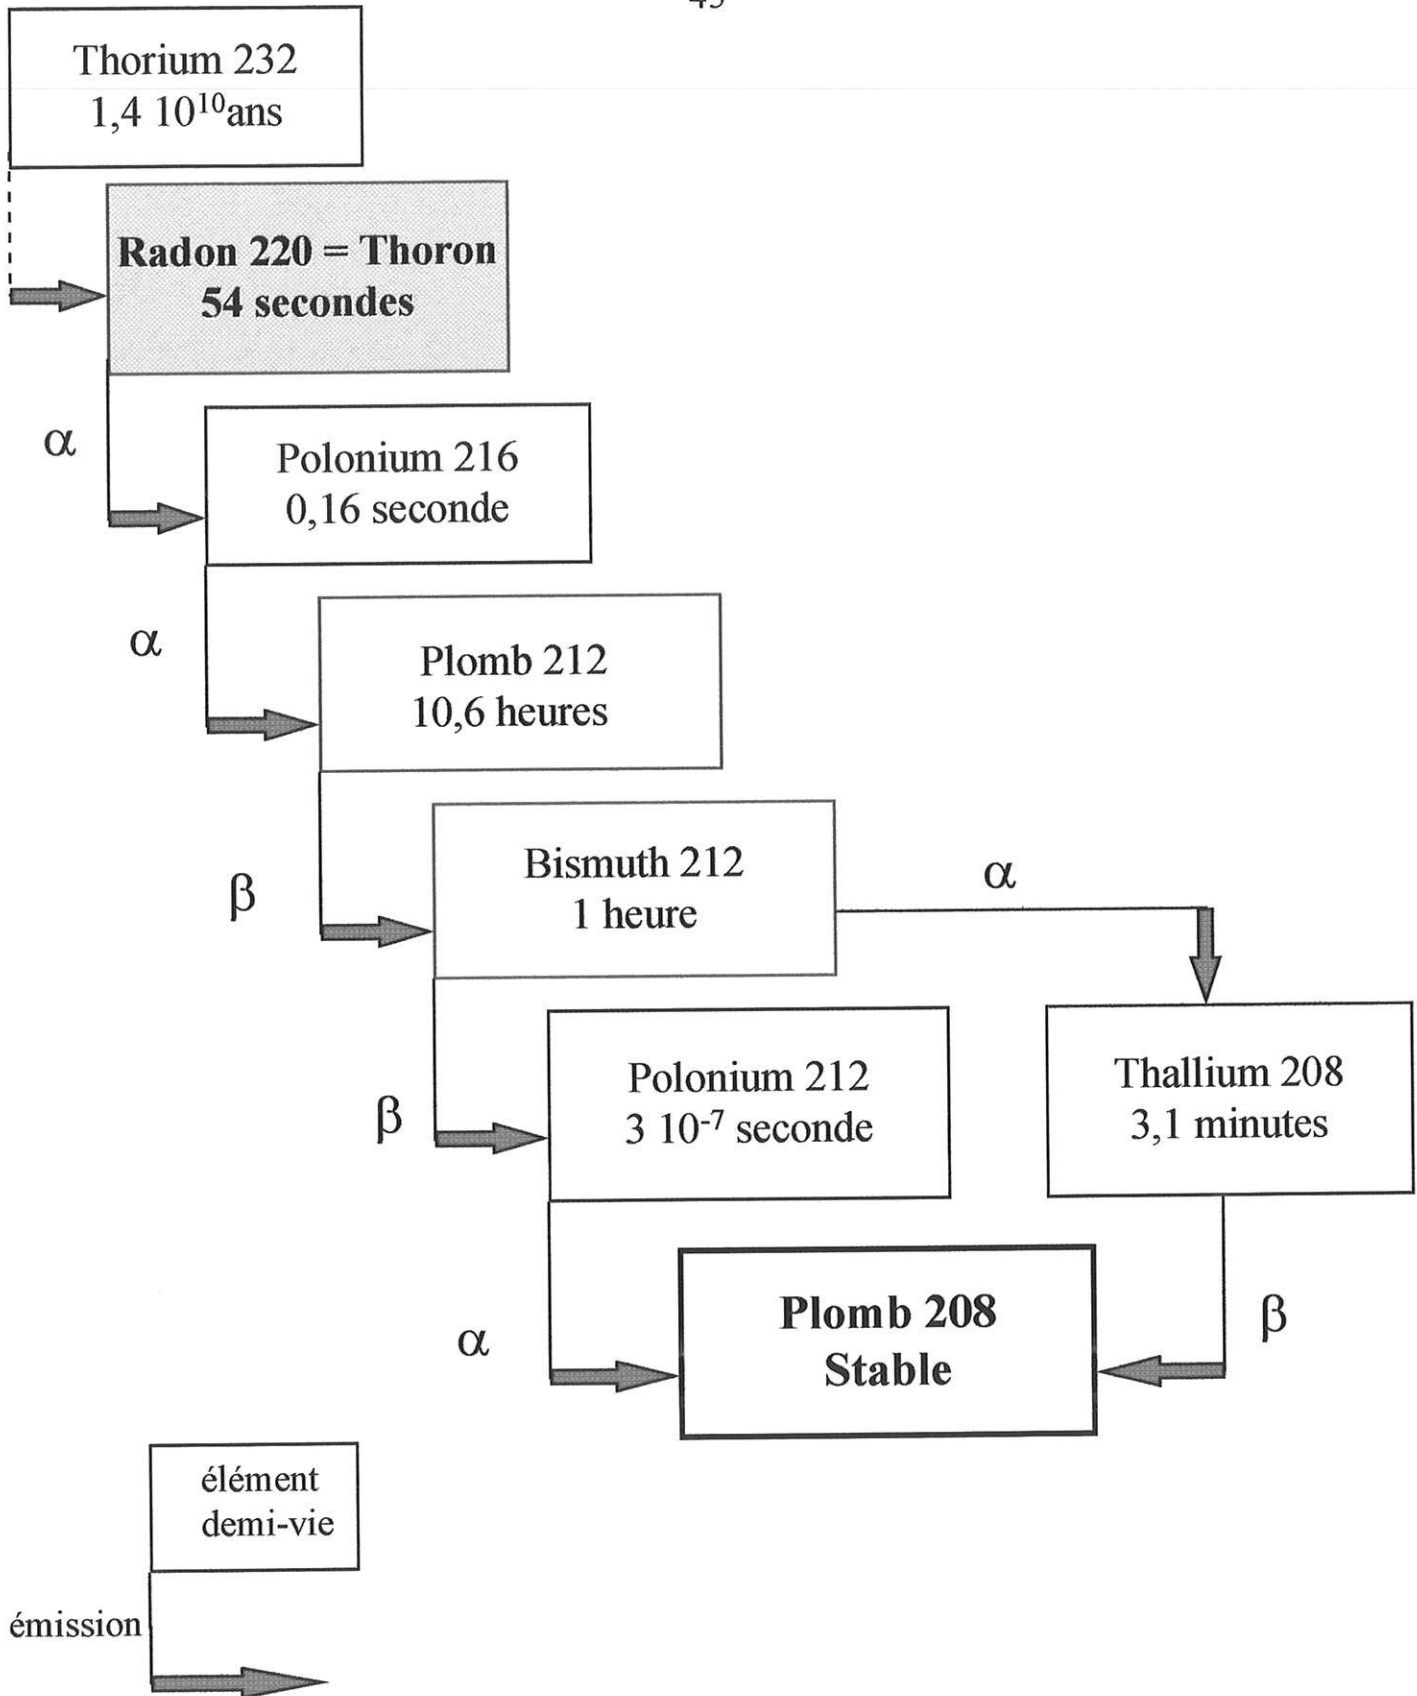 Thorium 232
1,4 10¹⁰ans
Radon 220 = Thoron
54 secondes
α
Polonium 216
0,16 seconde
α
Plomb 212
10,6 heures
β
Bismuth 212
1 heure
α
β
Polonium 212
3 10⁻⁷ seconde
Thallium 208
3,1 minutes
α
Plomb 208
Stable
β
élément
demi-vie
émission